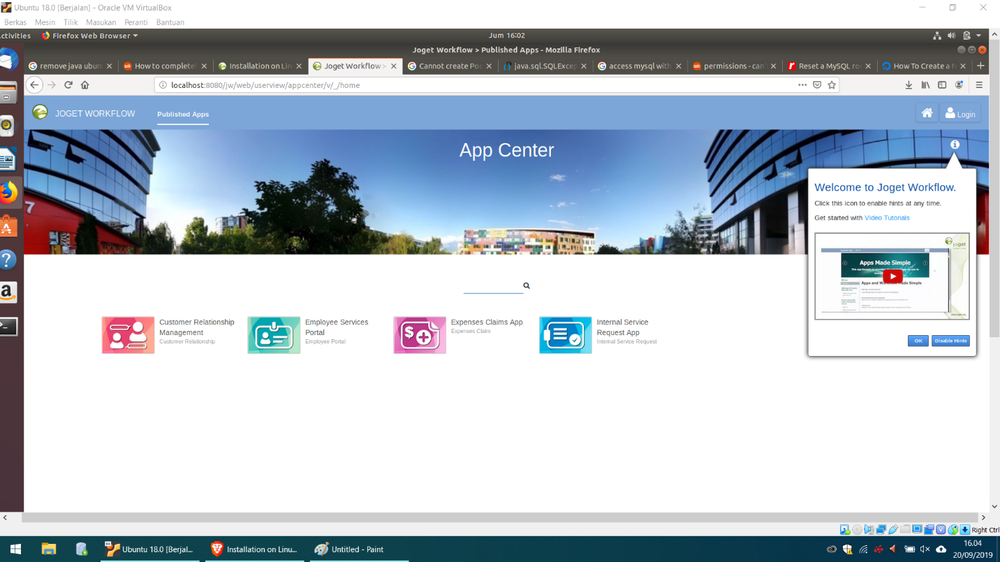 Ubuntu 18.0 [Berjalan] - Oracle VM VirtualBox
Berkas Mesin Tilik Masukan Peranti Bantuan
ctivities Firefox Web Browser Jum 16:02
Joget Workflow > Published Apps - Mozilla Firefox
remove java ubun How to complete Installation on Lin Joget Workflow > Cannot create Poo java.sql.SQLExcep access mysql with permissions - can' Reset a MySQL ro How To Create a N
localhost:8080/jw/web/userview/appcenter/v/_/home
JOGET WORKFLOW Published Apps Login
App Center
Welcome to Joget Workflow.
Click this icon to enable hints at any time.
Get started with Video Tutorials
joget
Apps Made Simple
Apps and Workflow Made Simple
www.joget.org
OK Disable Hints
Customer Relationship Management
Customer Relationship
Employee Services Portal
Employee Portal
Expenses Claims App
Expenses Claim
Internal Service Request App
Internal Service Request
Right Ctrl
Ubuntu 18.0 [Berjal... Installation on Linu... Untitled - Paint
16.04
20/09/2019